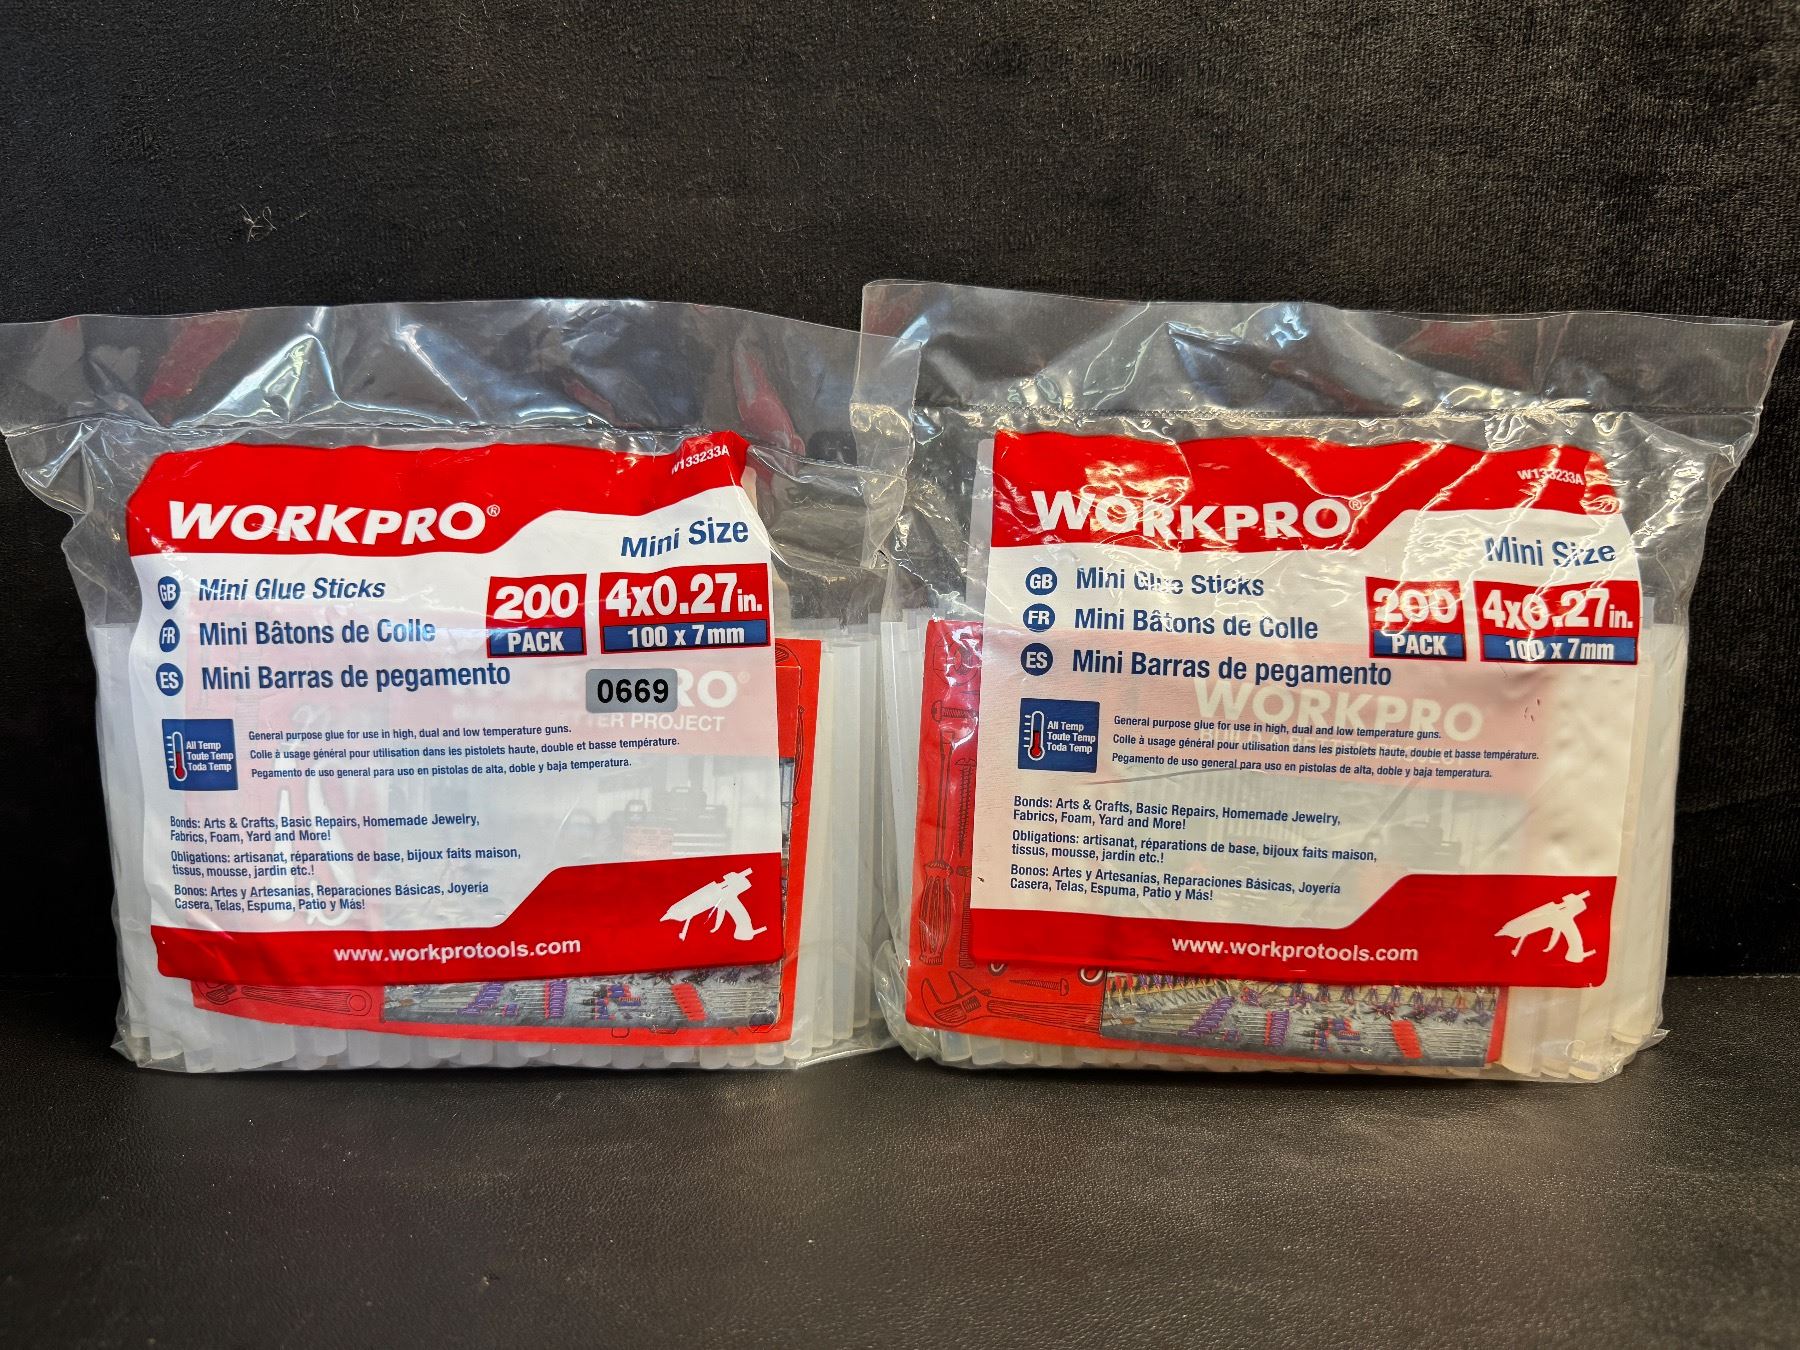 W133233A
WORKPRO®
Mini Size
GB Mini Glue Sticks
FR Mini Bâtons de Colle
ES Mini Barras de pegamento
200
PACK
4x0.27in.
100 x 7mm
0669
RO®
ER PROJECT
All Temp
Toute Temp
Toda Temp
General purpose glue for use in high, dual and low temperature guns.
Colle à usage général pour utilisation dans les pistolets haute, double et basse température.
Pegamento de uso general para uso en pistolas de alta, doble y baja temperatura.
Bonds: Arts & Crafts, Basic Repairs, Homemade Jewelry,
Fabrics, Foam, Yard and More!
Obligations: artisanat, réparations de base, bijoux faits maison,
tissus, mousse, jardin etc.!
Bonos: Artes y Artesanías, Reparaciones Básicas, Joyería
Casera, Telas, Espuma, Patio y Más!
www.workprotools.com
W133233A
WORKPRO®
Mini Size
GB Mini Glue Sticks
FR Mini Bâtons de Colle
ES Mini Barras de pegamento
200
PACK
4x0.27in.
100 x 7mm
WORKPRO
BUILD A BETTER PROJECT
All Temp
Toute Temp
Toda Temp
General purpose glue for use in high, dual and low temperature guns.
Colle à usage général pour utilisation dans les pistolets haute, double et basse température.
Pegamento de uso general para uso en pistolas de alta, doble y baja temperatura.
Bonds: Arts & Crafts, Basic Repairs, Homemade Jewelry,
Fabrics, Foam, Yard and More!
Obligations: artisanat, réparations de base, bijoux faits maison,
tissus, mousse, jardin etc.!
Bonos: Artes y Artesanías, Reparaciones Básicas, Joyería
Casera, Telas, Espuma, Patio y Más!
www.workprotools.com